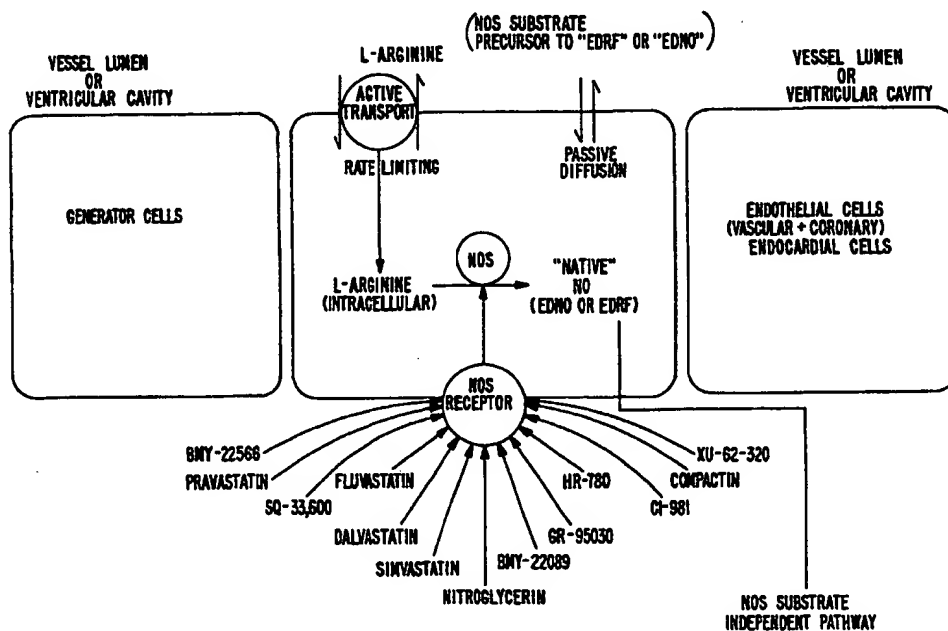 (NOS SUBSTRATE
PRECURSOR TO "EDRF" OR "EDNO")
L-ARGININE
VESSEL LUMEN
OR
VENTRICULAR CAVITY
VESSEL LUMEN
OR
VENTRICULAR CAVITY
ACTIVE
TRANSPORT
RATE LIMITING
PASSIVE
DIFFUSION
GENERATOR CELLS
ENDOTHELIAL CELLS
(VASCULAR + CORONARY)
ENDOCARDIAL CELLS
NOS
L-ARGININE
(INTRACELLULAR)
"NATIVE"
NO
(EDNO OR EDRF)
NOS
RECEPTOR
BMY-22566
PRAVASTATIN
SQ-33,600
FLUVASTATIN
DALVASTATIN
SIMVASTATIN
NITROGLYCERIN
BMY-22089
GR-95030
HR-780
CI-981
COMPACTIN
XU-62-320
NOS SUBSTRATE
INDEPENDENT PATHWAY